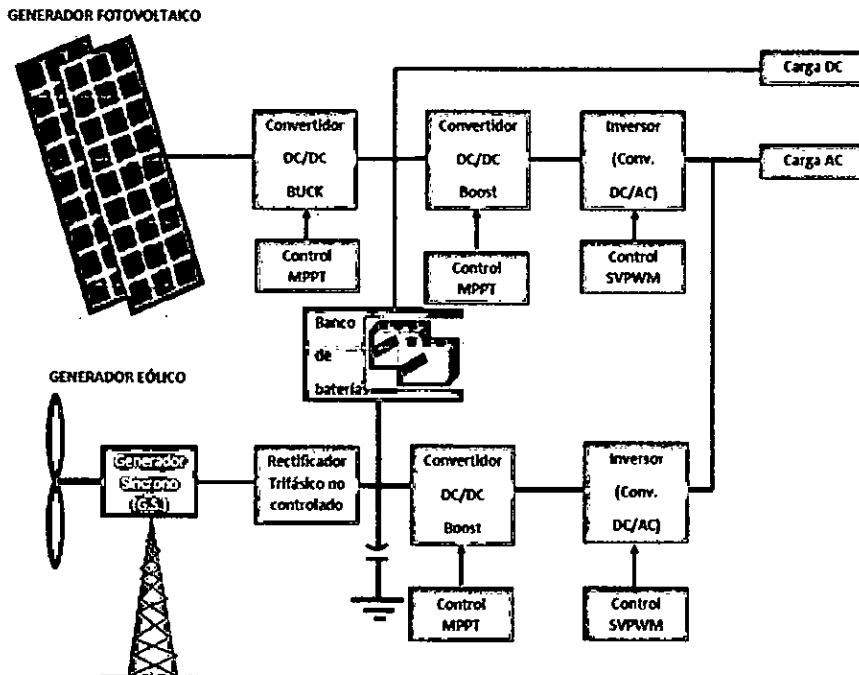 GENERADOR FOTOVOLTAICO
Carga DC
Convertidor
DC/DC
BUCK
Convertidor
DC/DC
Boost
Inversor
(Conv.
DC/AC)
Carga AC
Control
MPPT
Control
MPPT
Control
SVPWM
Banco
de
baterías
GENERADOR EÓLICO
Generador
Síncrono
(G.S.)
Rectificador
Trifásico no
controlado
Convertidor
DC/DC
Boost
Inversor
(Conv.
DC/AC)
Control
MPPT
Control
SVPWM